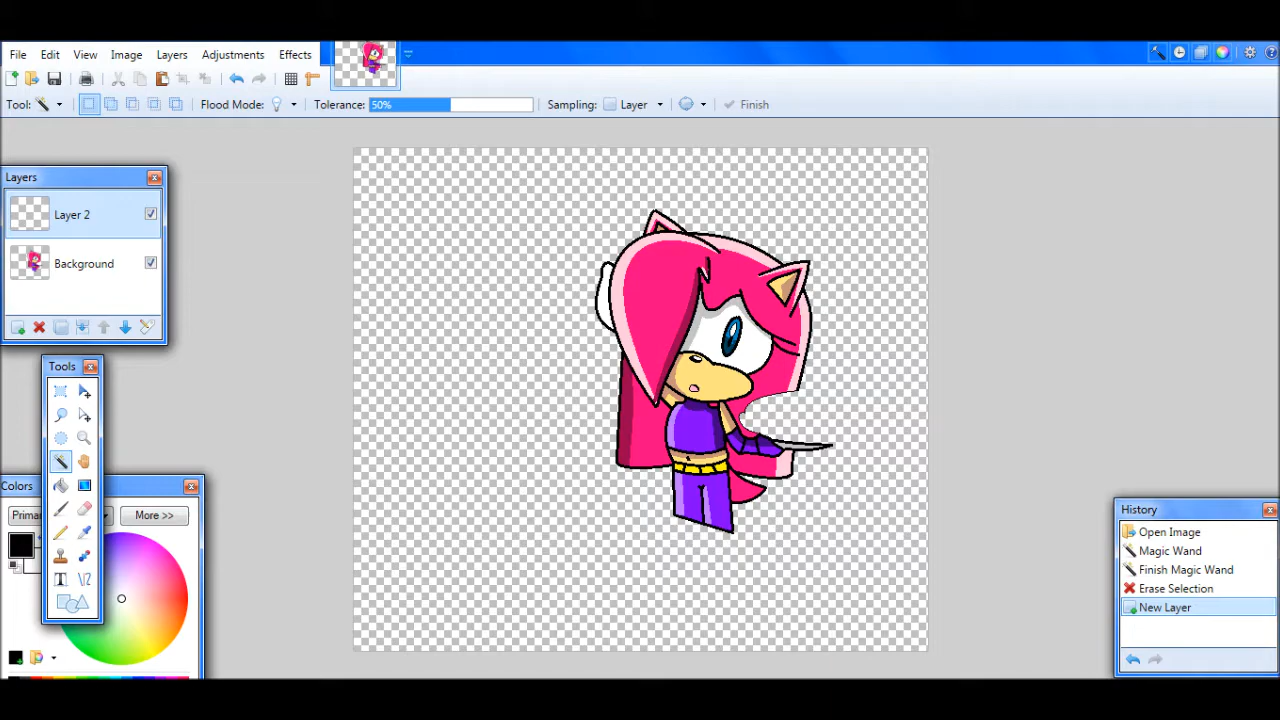 File Edit View Image Layers Adjustments Effects
Tool: Flood Mode: Tolerance: 50% Sampling: Layer Finish
Layers
Layer 2
Background
Tools
Colors
Primar More >>
History
Open Image
Magic Wand
Finish Magic Wand
Erase Selection
New Layer